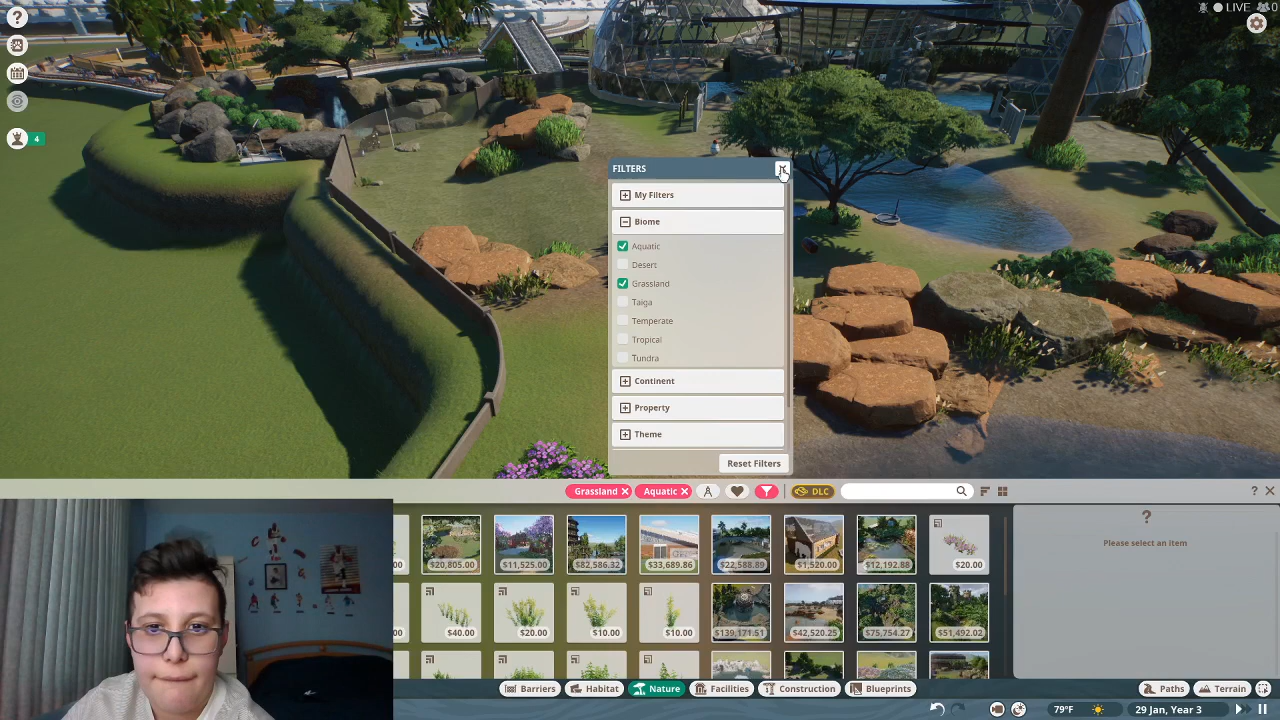 ?
LIVE 0
4
FILTERS
My Filters
Biome
Aquatic
Desert
Grassland
Taiga
Temperate
Tropical
Tundra
Continent
Property
Theme
Reset Filters
Grassland ✕ Aquatic ✕ DLC ? ✕
.00 $20,805.00 $11,525.00 $82,586.32 $33,689.86 $22,588.89 $1,520.00 $12,192.88 $20.00
?
Please select an item
00 $40.00 $20.00 $10.00 $10.00 $139,171.51 $42,520.25 $75,754.27 $51,492.02
Barriers Habitat Nature Facilities Construction Blueprints Paths Terrain
79°F 29 Jan, Year 3